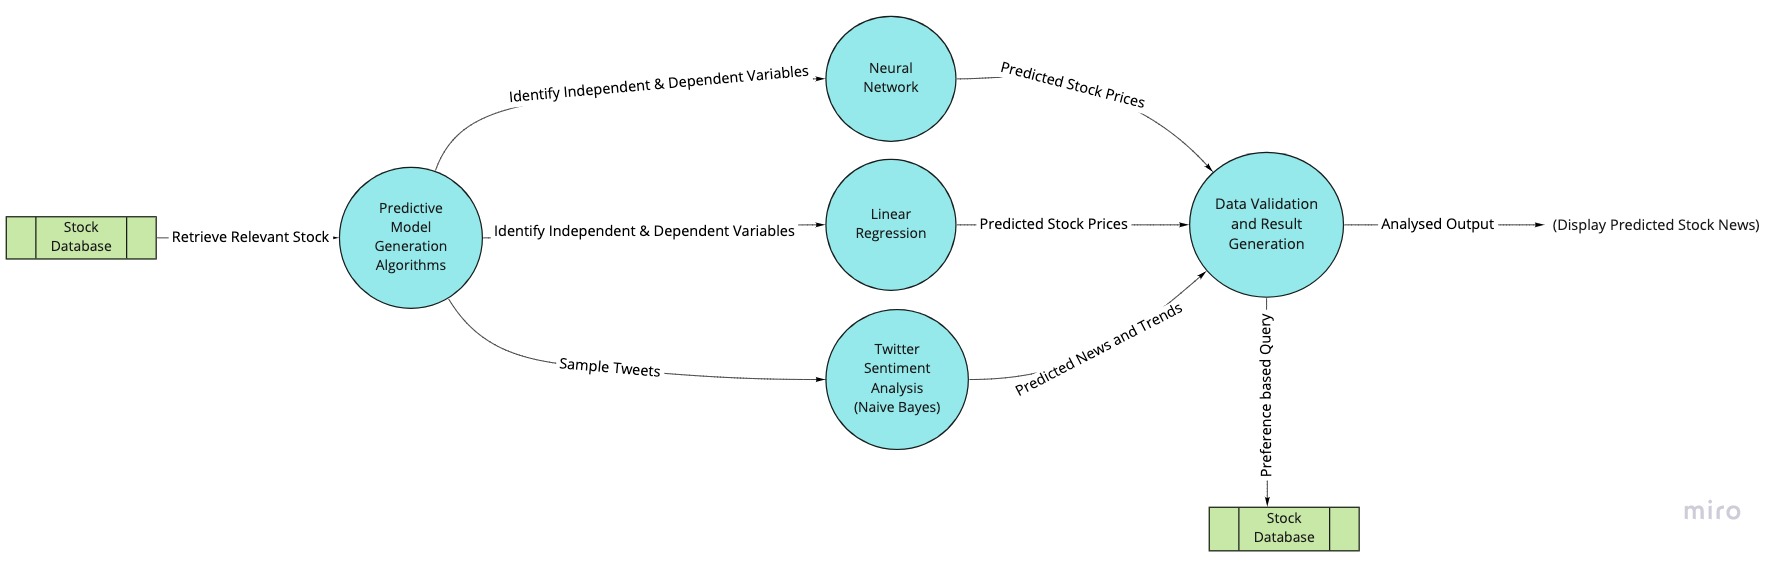 Stock
Database
Retrieve Relevant Stock
Predictive
Model
Generation
Algorithms
Identify Independent & Dependent Variables
Identify Independent & Dependent Variables
Sample Tweets
Neural
Network
Linear
Regression
Twitter
Sentiment
Analysis
(Naive Bayes)
Predicted Stock Prices
Predicted Stock Prices
Predicted News and Trends
Data Validation
and Result
Generation
Analysed Output
(Display Predicted Stock News)
Preference based Query
Stock
Database
miro